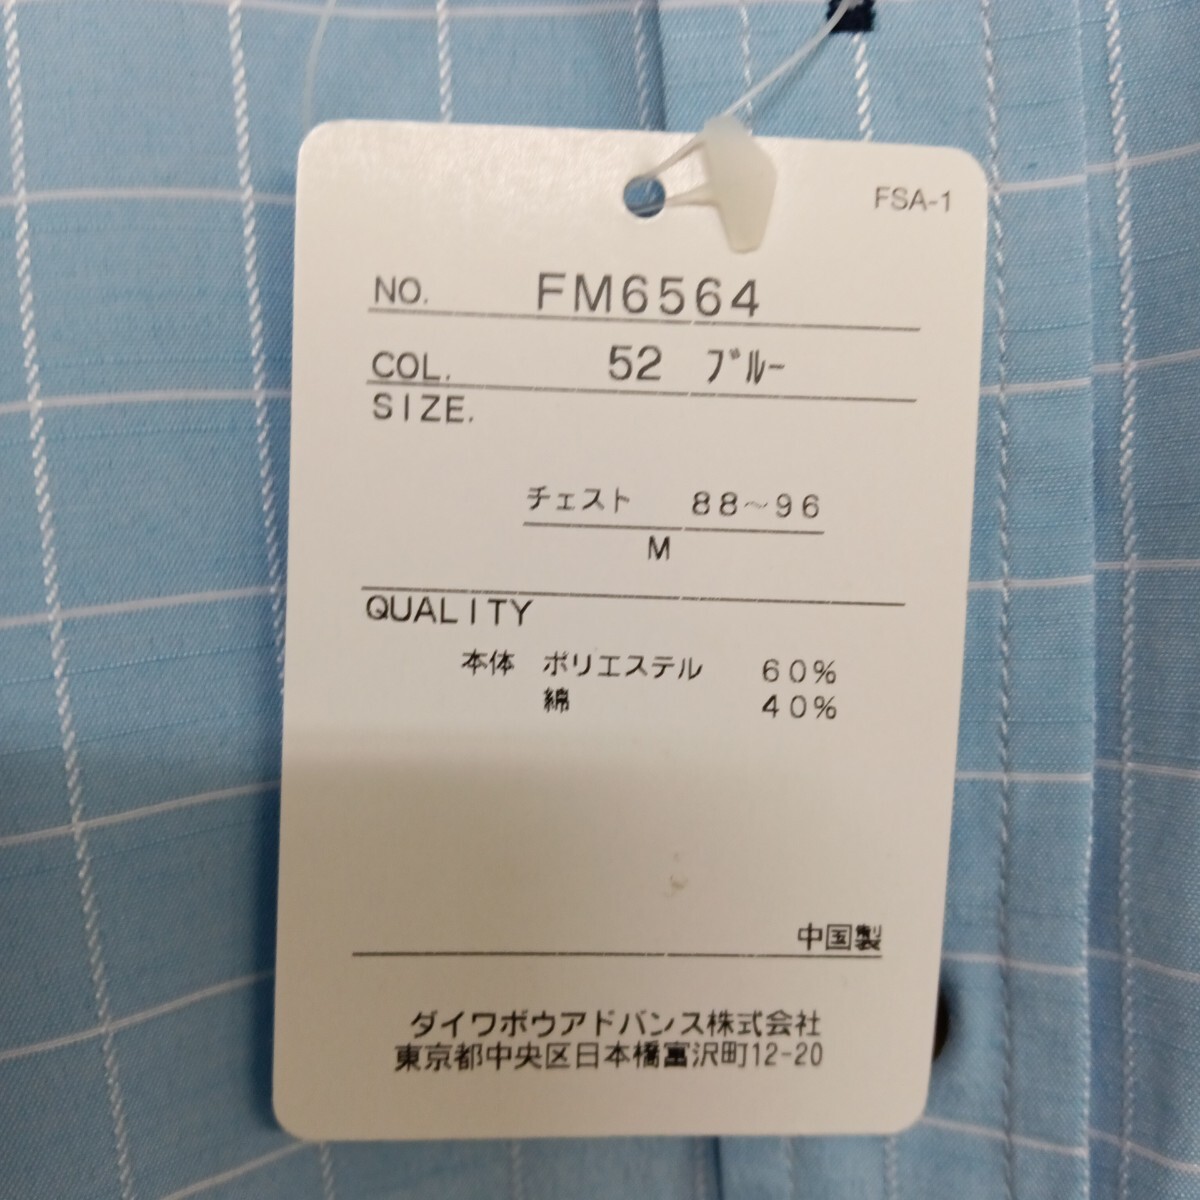 FSA-1
NO. FM6564
COL. 52 ﾌﾞﾙｰ
SIZE.
チェスト 88～96
M
QUALITY
本体 ポリエステル 60%
綿 40%
中国製
ダイワボウアドバンス株式会社
東京都中央区日本橋富沢町12-20